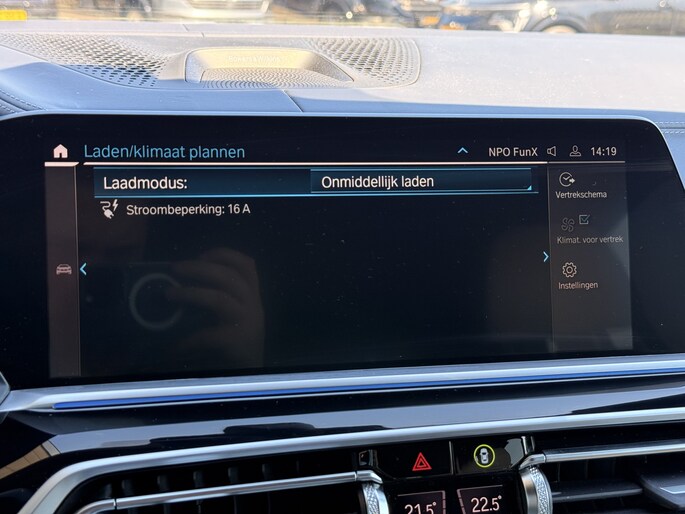 Laden/klimaat plannen
NPO FunX 14:19
Laadmodus: Onmiddellijk laden
Stroombeperking: 16 A
Vertrekschema
Klimat. voor vertrek
Instellingen
21.5° 22.5°